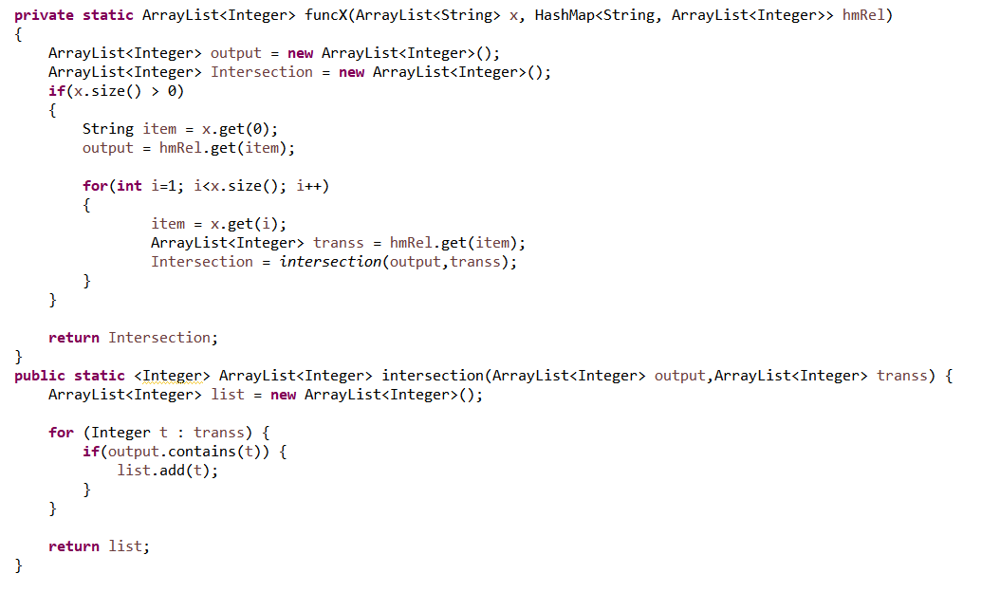 private static ArrayList<Integer> funcX(ArrayList<String> x, HashMap<String, ArrayList<Integer>> hmRel)
{
    ArrayList<Integer> output = new ArrayList<Integer>();
    ArrayList<Integer> Intersection = new ArrayList<Integer>();
    if(x.size() > 0)
    {
        String item = x.get(0);
        output = hmRel.get(item);

        for(int i=1; i<x.size(); i++)
        {
                item = x.get(i);
                ArrayList<Integer> transs = hmRel.get(item);
                Intersection = intersection(output,transs);
        }
    }

    return Intersection;
}
public static <Integer> ArrayList<Integer> intersection(ArrayList<Integer> output,ArrayList<Integer> transs) {
    ArrayList<Integer> list = new ArrayList<Integer>();

    for (Integer t : transs) {
        if(output.contains(t)) {
            list.add(t);
        }
    }

    return list;
}